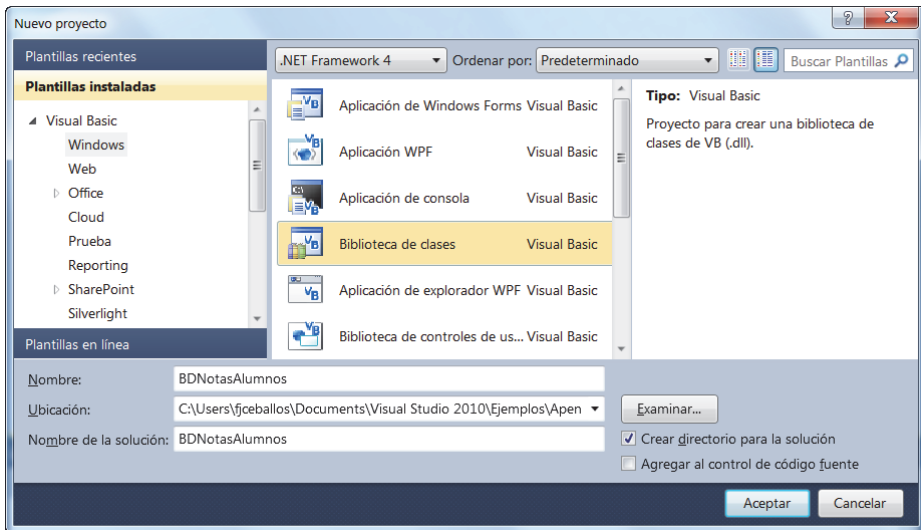 Nuevo proyecto
Plantillas recientes
.NET Framework 4
Ordenar por: Predeterminado
Buscar Plantillas
Plantillas instaladas
Visual Basic
Windows
Web
Office
Cloud
Prueba
Reporting
SharePoint
Silverlight
Plantillas en línea
Aplicación de Windows Forms Visual Basic
Aplicación WPF Visual Basic
Aplicación de consola Visual Basic
Biblioteca de clases Visual Basic
Aplicación de explorador WPF Visual Basic
Biblioteca de controles de us... Visual Basic
Tipo: Visual Basic
Proyecto para crear una biblioteca de
clases de VB (.dll).
Nombre: BDNotasAlumnos
Ubicación: C:\Users\fjceballos\Documents\Visual Studio 2010\Ejemplos\Apen
Examinar...
Nombre de la solución: BDNotasAlumnos
Crear directorio para la solución
Agregar al control de código fuente
Aceptar
Cancelar